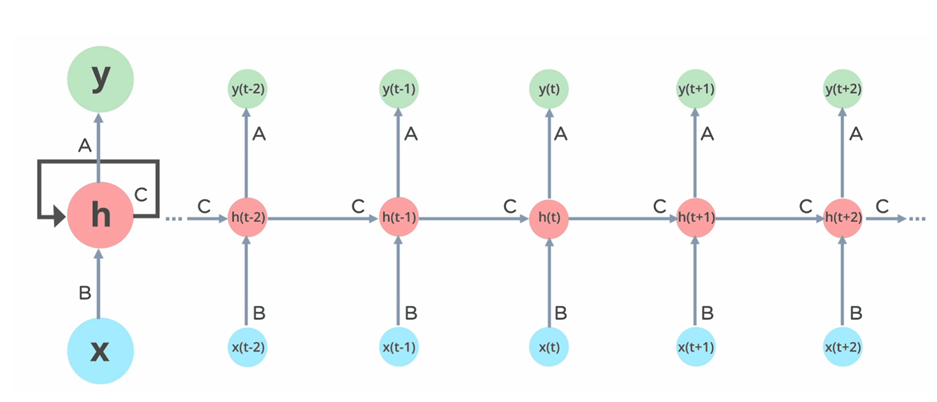 y
A
C
h
B
x
y(t-2) y(t-1) y(t) y(t+1) y(t+2)
A A A A A
... C C C C C C ...
h(t-2) h(t-1) h(t) h(t+1) h(t+2)
B B B B B
x(t-2) x(t-1) x(t) x(t+1) x(t+2)